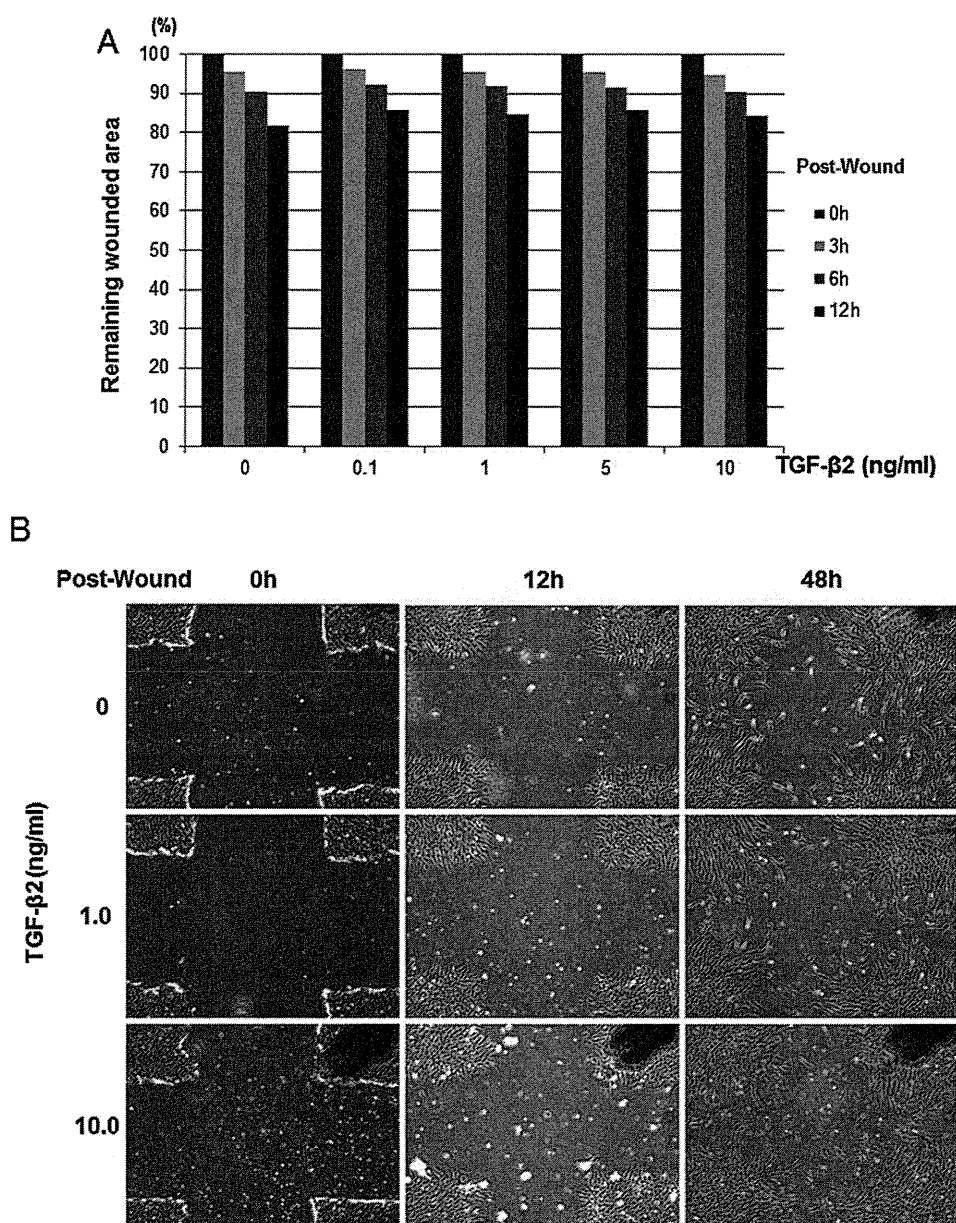 A
(%)
100
90
80
70
60
50
40
30
20
10
0
Remaining wounded area
0 0.1 1 5 10 TGF-β2 (ng/ml)
Post-Wound
0h
3h
6h
12h
B
Post-Wound 0h 12h 48h
TGF-β2 (ng/ml)
0
1.0
10.0